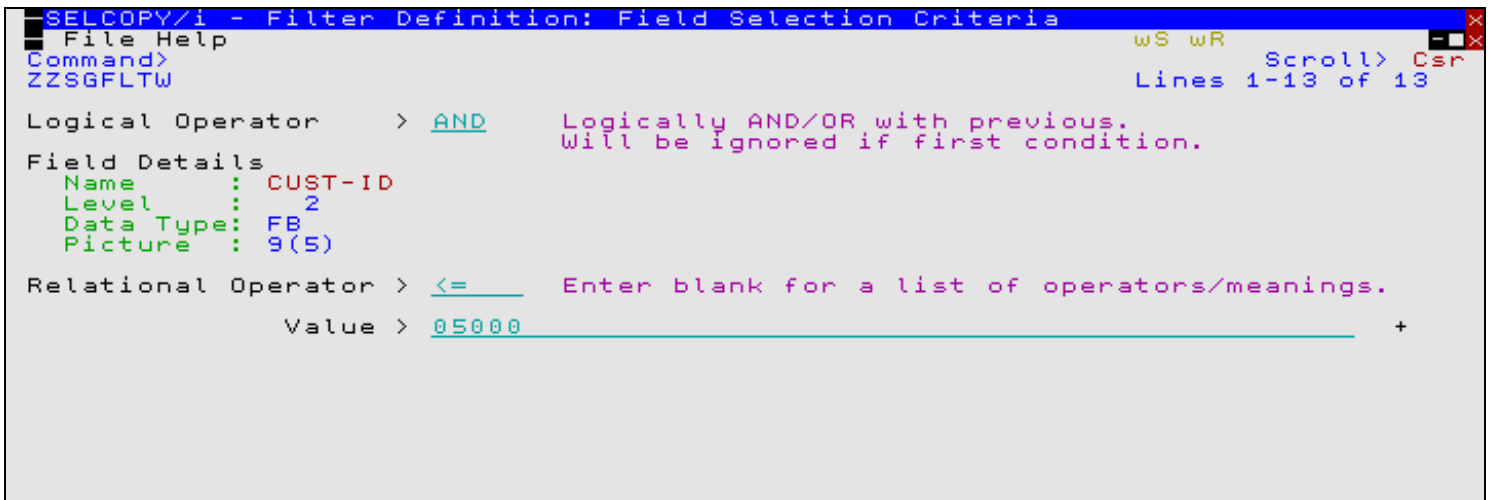 SELCOPY/i - Filter Definition: Field Selection Criteria x
File Help wS wR x
Command> Scroll> Csr
ZZSGFLTW Lines 1-13 of 13
Logical Operator > AND Logically AND/OR with previous.
Will be ignored if first condition.
Field Details
Name : CUST-ID
Level : 2
Data Type: FB
Picture : 9(5)
Relational Operator > <= Enter blank for a list of operators/meanings.
Value > 05000 +